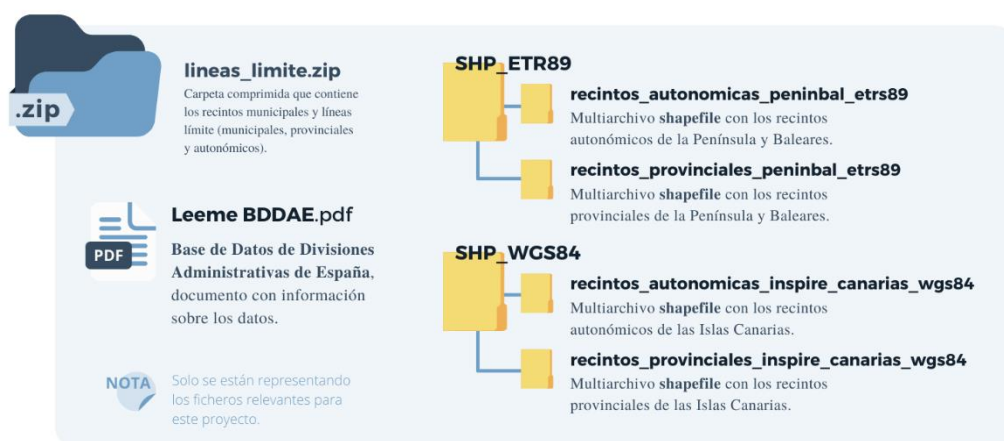 .zip
lineas_limite.zip
Carpeta comprimida que contiene
los recintos municipales y líneas
límite (municipales, provinciales
y autonómicos).
PDF
Leeme BDDAE.pdf
Base de Datos de Divisiones
Administrativas de España,
documento con información
sobre los datos.
NOTA
Solo se están representando
los ficheros relevantes para
este proyecto.
SHP_ETR89
recintos_autonomicas_peninbal_etrs89
Multiarchivo shapefile con los recintos
autonómicos de la Península y Baleares.
recintos_provinciales_peninbal_etrs89
Multiarchivo shapefile con los recintos
provinciales de la Península y Baleares.
SHP_WGS84
recintos_autonomicas_inspire_canarias_wgs84
Multiarchivo shapefile con los recintos
autonómicos de las Islas Canarias.
recintos_provinciales_inspire_canarias_wgs84
Multiarchivo shapefile con los recintos
provinciales de las Islas Canarias.